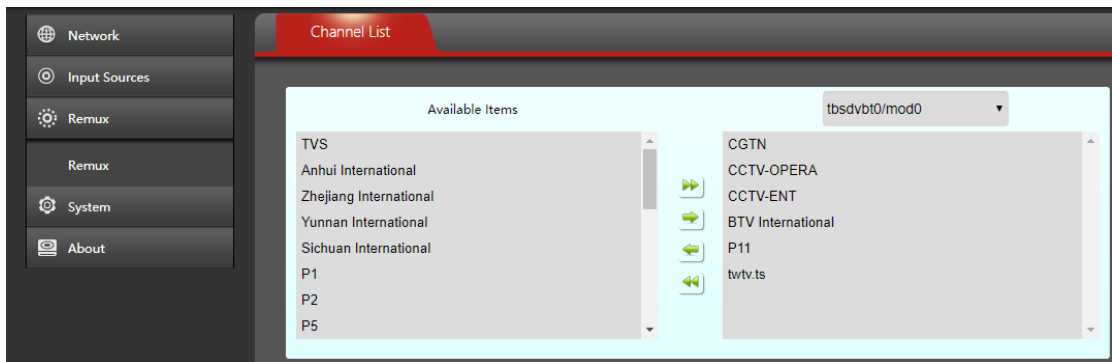 Network
Input Sources
Remux
Remux
System
About
Channel List
Available Items
TVS
Anhui International
Zhejiang International
Yunnan International
Sichuan International
P1
P2
P5
tbsdvbt0/mod0
CGTN
CCTV-OPERA
CCTV-ENT
BTV International
P11
twtv.ts